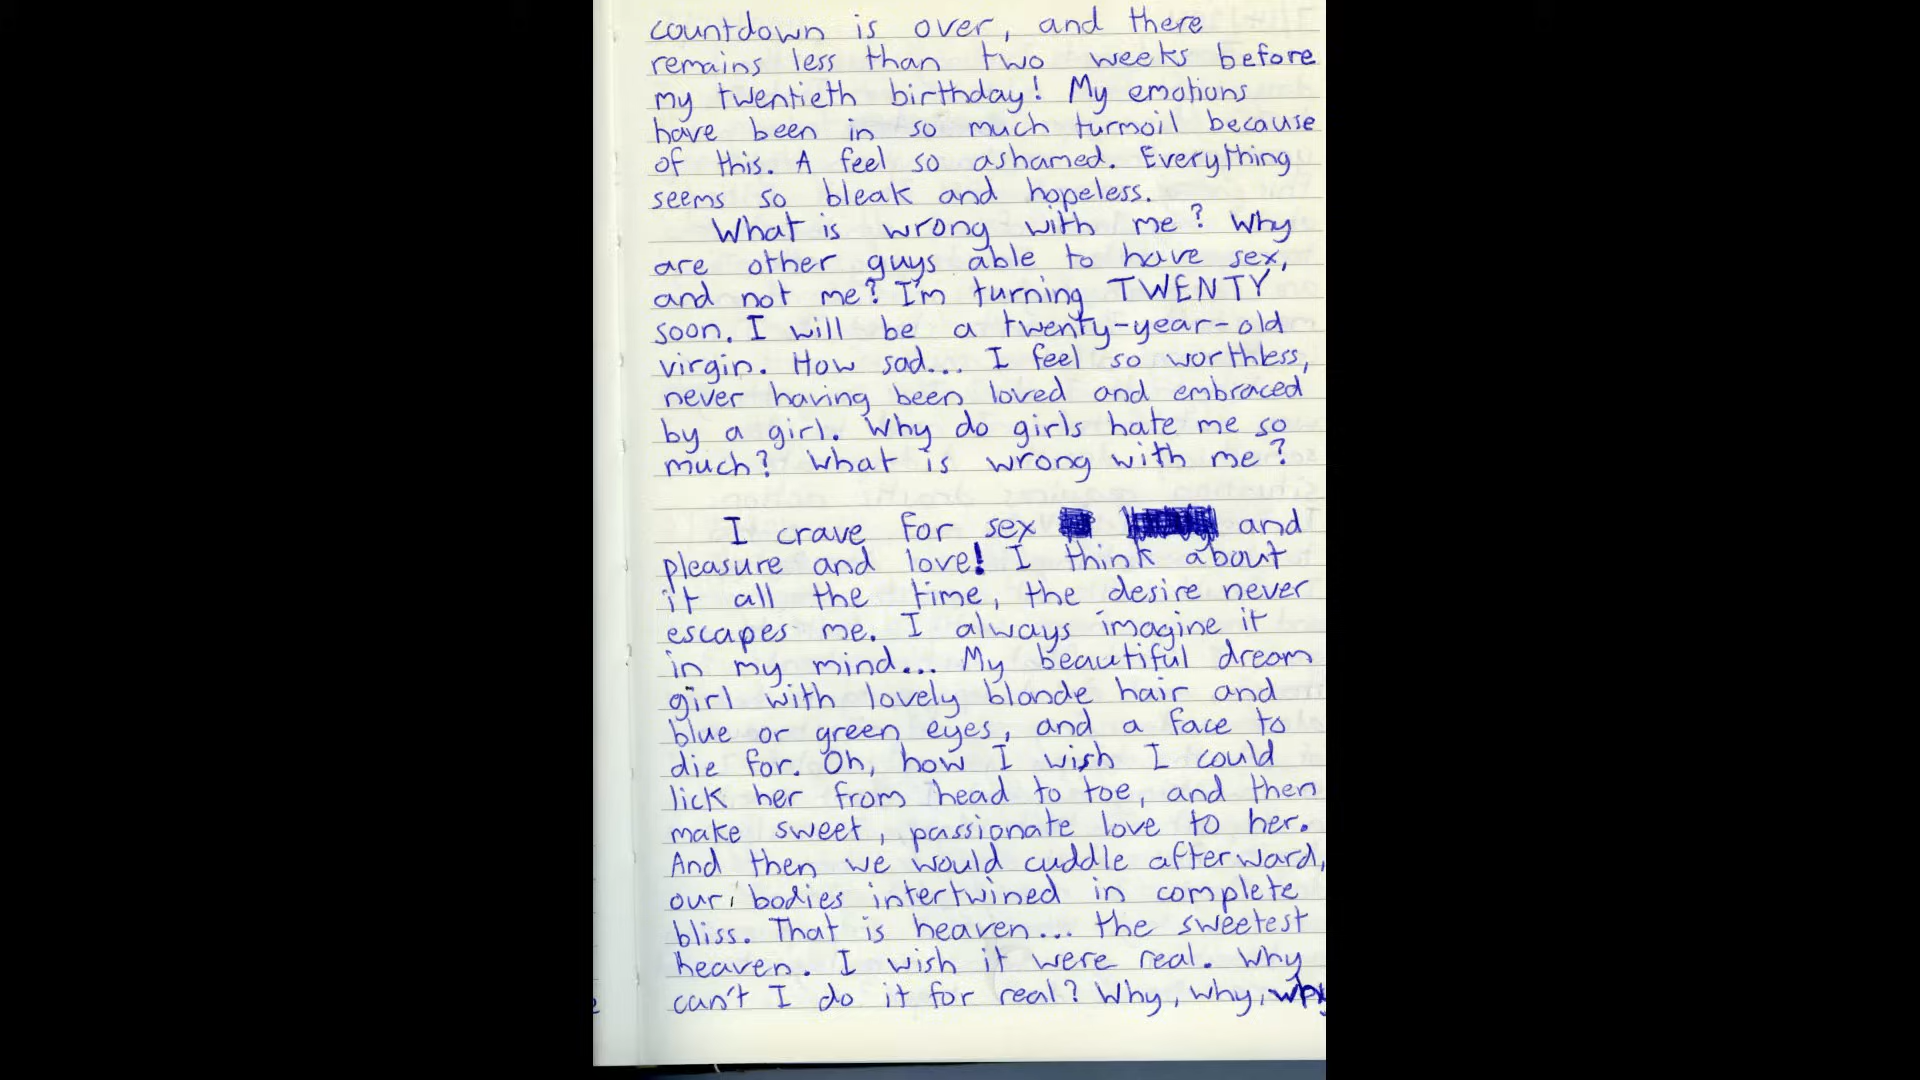 countdown is over, and there
remains less than two weeks before
my twentieth birthday! My emotions
have been in so much turmoil because
of this. A feel so ashamed. Everything
seems so bleak and hopeless.
What is wrong with me? Why
are other guys able to have sex,
and not me? I'm turning TWENTY
soon. I will be a twenty-year-old
virgin. How sad... I feel so worthless,
never having been loved and embraced
by a girl. Why do girls hate me so
much? What is wrong with me?
I crave for sex and
pleasure and love! I think about
it all the time, the desire never
escapes me. I always imagine it
in my mind... My beautiful dream
girl with lovely blonde hair and
blue or green eyes, and a face to
die for. Oh, how I wish I could
lick her from head to toe, and then
make sweet, passionate love to her.
And then we would cuddle afterward,
our bodies intertwined in complete
bliss. That is heaven... the sweetest
heaven. I wish it were real. Why
can't I do it for real? Why, why, why